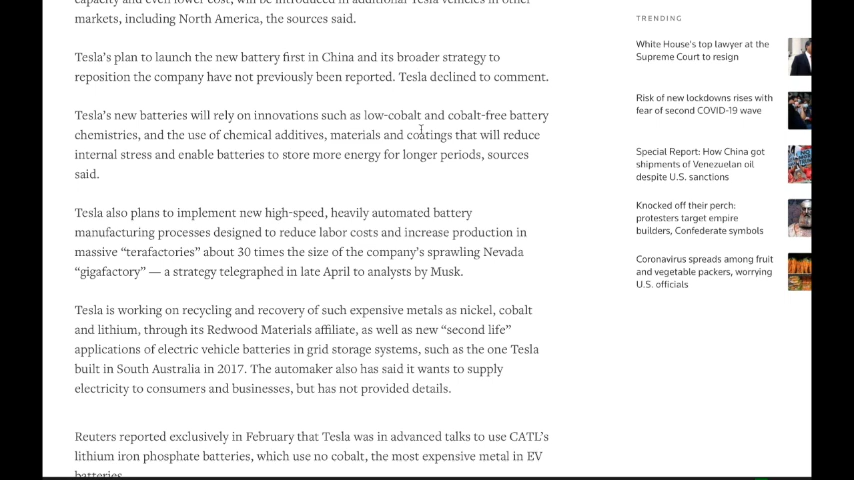 capacity and even lower cost, will be introduced in additional Tesla vehicles in other
markets, including North America, the sources said.
Tesla's plan to launch the new battery first in China and its broader strategy to
reposition the company have not previously been reported. Tesla declined to comment.
Tesla's new batteries will rely on innovations such as low-cobalt and cobalt-free battery
chemistries, and the use of chemical additives, materials and coatings that will reduce
internal stress and enable batteries to store more energy for longer periods, sources
said.
Tesla also plans to implement new high-speed, heavily automated battery
manufacturing processes designed to reduce labor costs and increase production in
massive “terafactories” about 30 times the size of the company's sprawling Nevada
“gigafactory” — a strategy telegraphed in late April to analysts by Musk.
Tesla is working on recycling and recovery of such expensive metals as nickel, cobalt
and lithium, through its Redwood Materials affiliate, as well as new “second life”
applications of electric vehicle batteries in grid storage systems, such as the one Tesla
built in South Australia in 2017. The automaker also has said it wants to supply
electricity to consumers and businesses, but has not provided details.
Reuters reported exclusively in February that Tesla was in advanced talks to use CATL's
lithium iron phosphate batteries, which use no cobalt, the most expensive metal in EV
batteries.
TRENDING
White House's top lawyer at the
Supreme Court to resign
Risk of new lockdowns rises with
fear of second COVID-19 wave
Special Report: How China got
shipments of Venezuelan oil
despite U.S. sanctions
Knocked off their perch:
protesters target empire
builders, Confederate symbols
Coronavirus spreads among fruit
and vegetable packers, worrying
U.S. officials